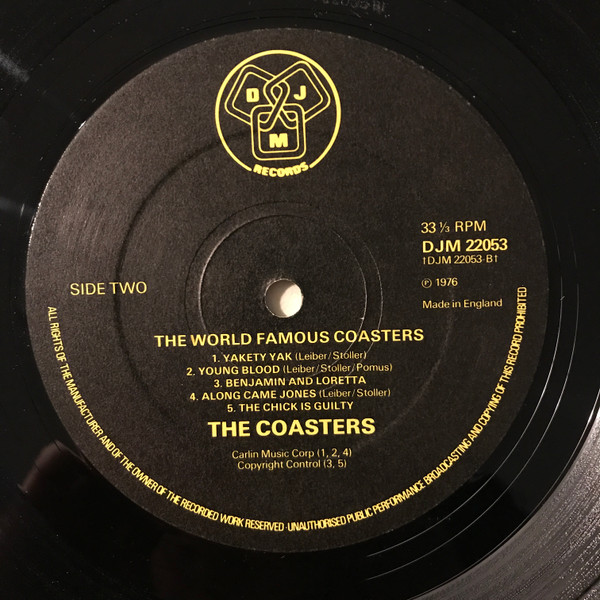 D J
M
RECORDS
33 ⅓ RPM
DJM 22053
†DJM 22053-B†
℗ 1976
Made in England
SIDE TWO
THE WORLD FAMOUS COASTERS
1. YAKETY YAK (Leiber/Stoller)
2. YOUNG BLOOD (Leiber/Stoller/Pomus)
3. BENJAMIN AND LORETTA
4. ALONG CAME JONES (Leiber/Stoller)
5. THE CHICK IS GUILTY
THE COASTERS
Carlin Music Corp (1, 2, 4)
Copyright Control (3, 5)
ALL RIGHTS OF THE MANUFACTURER AND OF THE OWNER OF THE RECORDED WORK RESERVED·UNAUTHORISED PUBLIC PERFORMANCE BROADCASTING AND COPYING OF THIS RECORD PROHIBITED